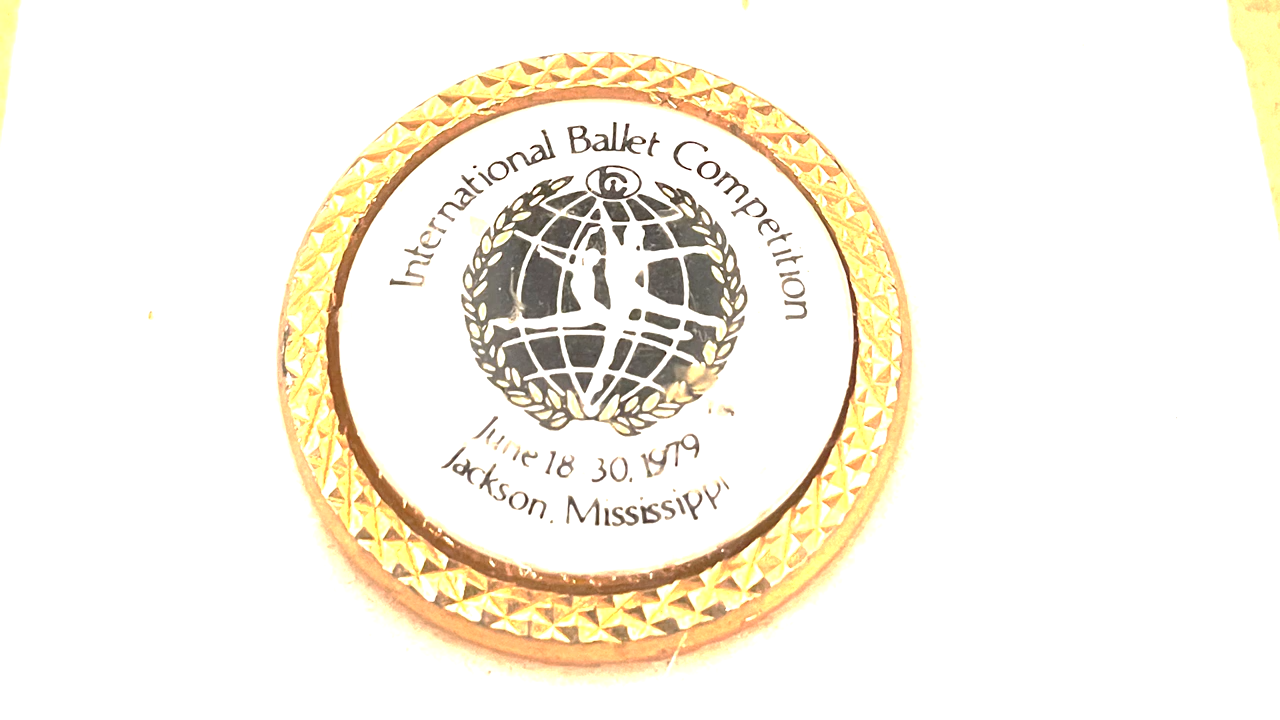 International Ballet Competition
June 18 30, 1979
Jackson, Mississippi